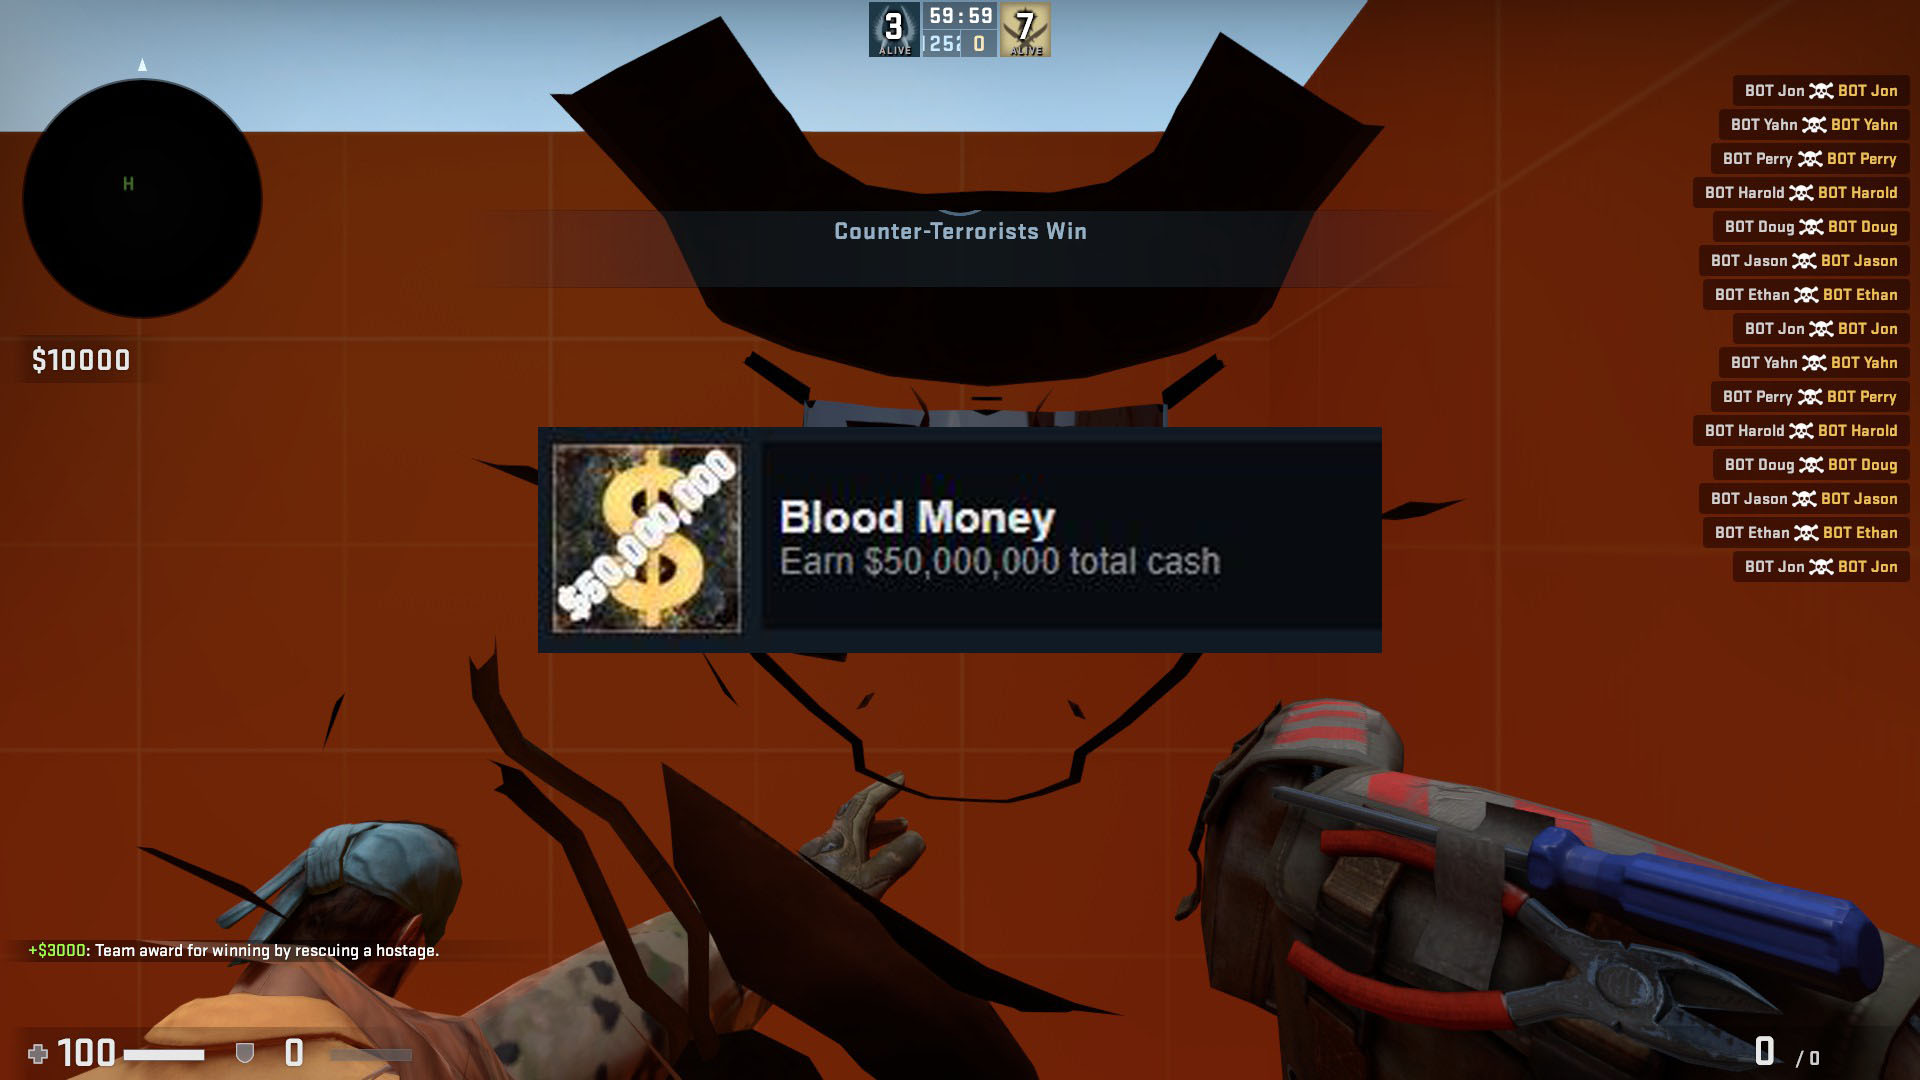 3
ALIVE
59:59
0
7
ALIVE
H
$10000
Counter-Terrorists Win
BOT Jon BOT Jon
BOT Yahn BOT Yahn
BOT Perry BOT Perry
BOT Harold BOT Harold
BOT Doug BOT Doug
BOT Jason BOT Jason
BOT Ethan BOT Ethan
BOT Jon BOT Jon
BOT Yahn BOT Yahn
BOT Perry BOT Perry
BOT Harold BOT Harold
BOT Doug BOT Doug
BOT Jason BOT Jason
BOT Ethan BOT Ethan
BOT Jon BOT Jon
$50,000,000
Blood Money
Earn $50,000,000 total cash
+$3000: Team award for winning by rescuing a hostage.
100
0
0 / 0